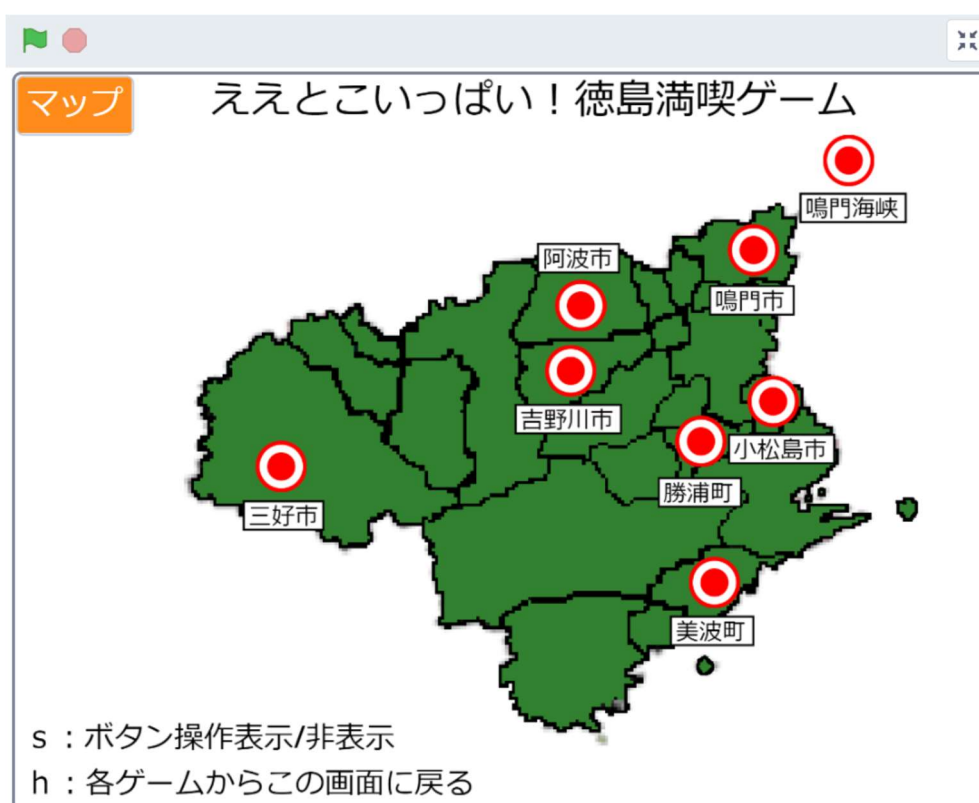 マップ
ええとこいっぱい！徳島満喫ゲーム
鳴門海峡
阿波市
鳴門市
吉野川市
小松島市
勝浦町
三好市
美波町
s：ボタン操作表示/非表示
h：各ゲームからこの画面に戻る